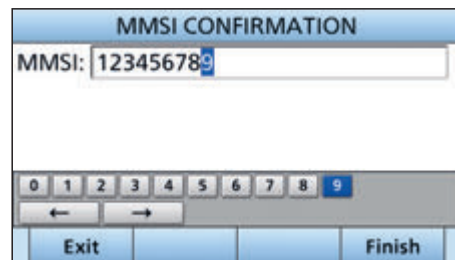 MMSI CONFIRMATION
MMSI: 123456789
0 1 2 3 4 5 6 7 8 9
← →
Exit Finish